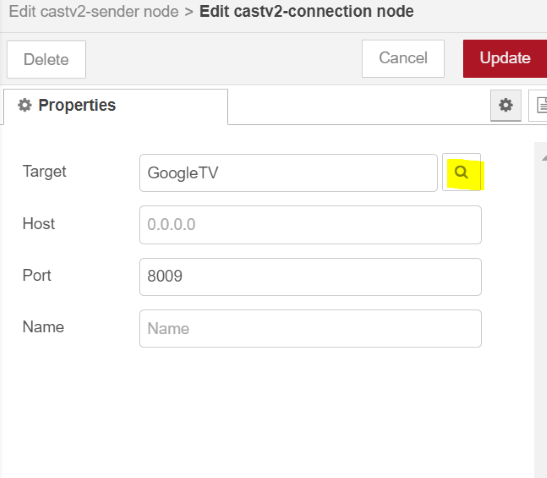 Edit castv2-sender node > Edit castv2-connection node
Delete Cancel Update
Properties
Target GoogleTV
Host 0.0.0.0
Port 8009
Name Name